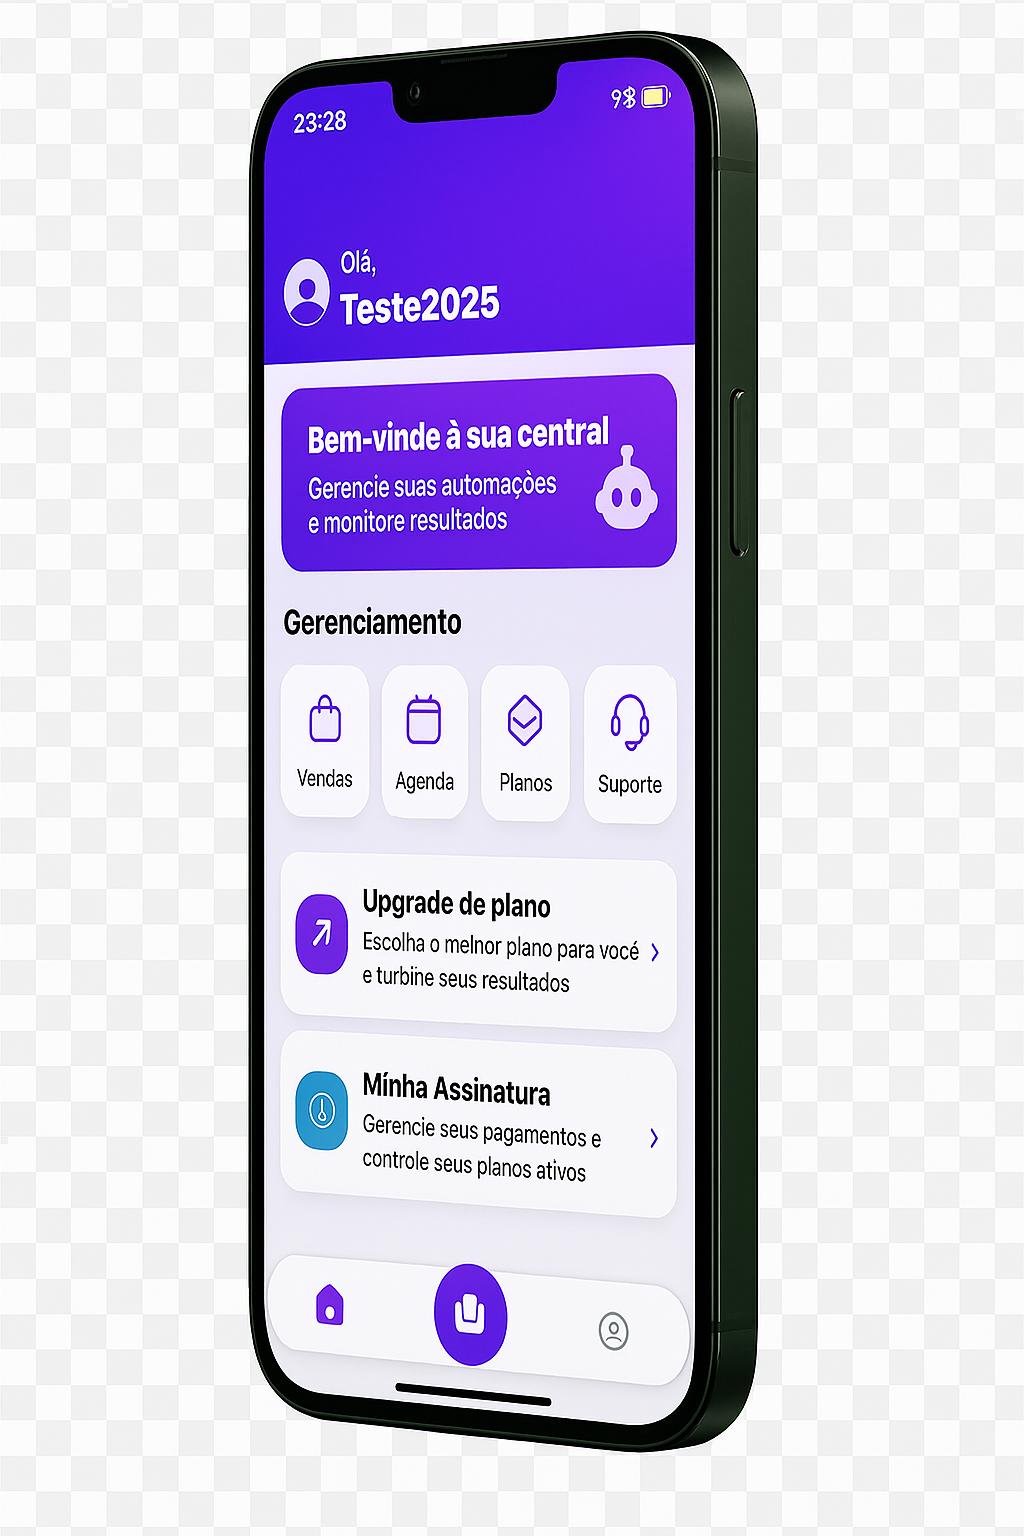 23:28
Olá,
Teste2025
Bem-vinde à sua central
Gerencie suas automaçòes
e monitore resultados
Gerenciamento
Vendas
Agenda
Planos
Suporte
Upgrade de plano
Escolha o melnor plano para vocé
e turbine seus resultados
Mínha Assinatura
Gerencie seus pagamentos e
controle seus planos ativos